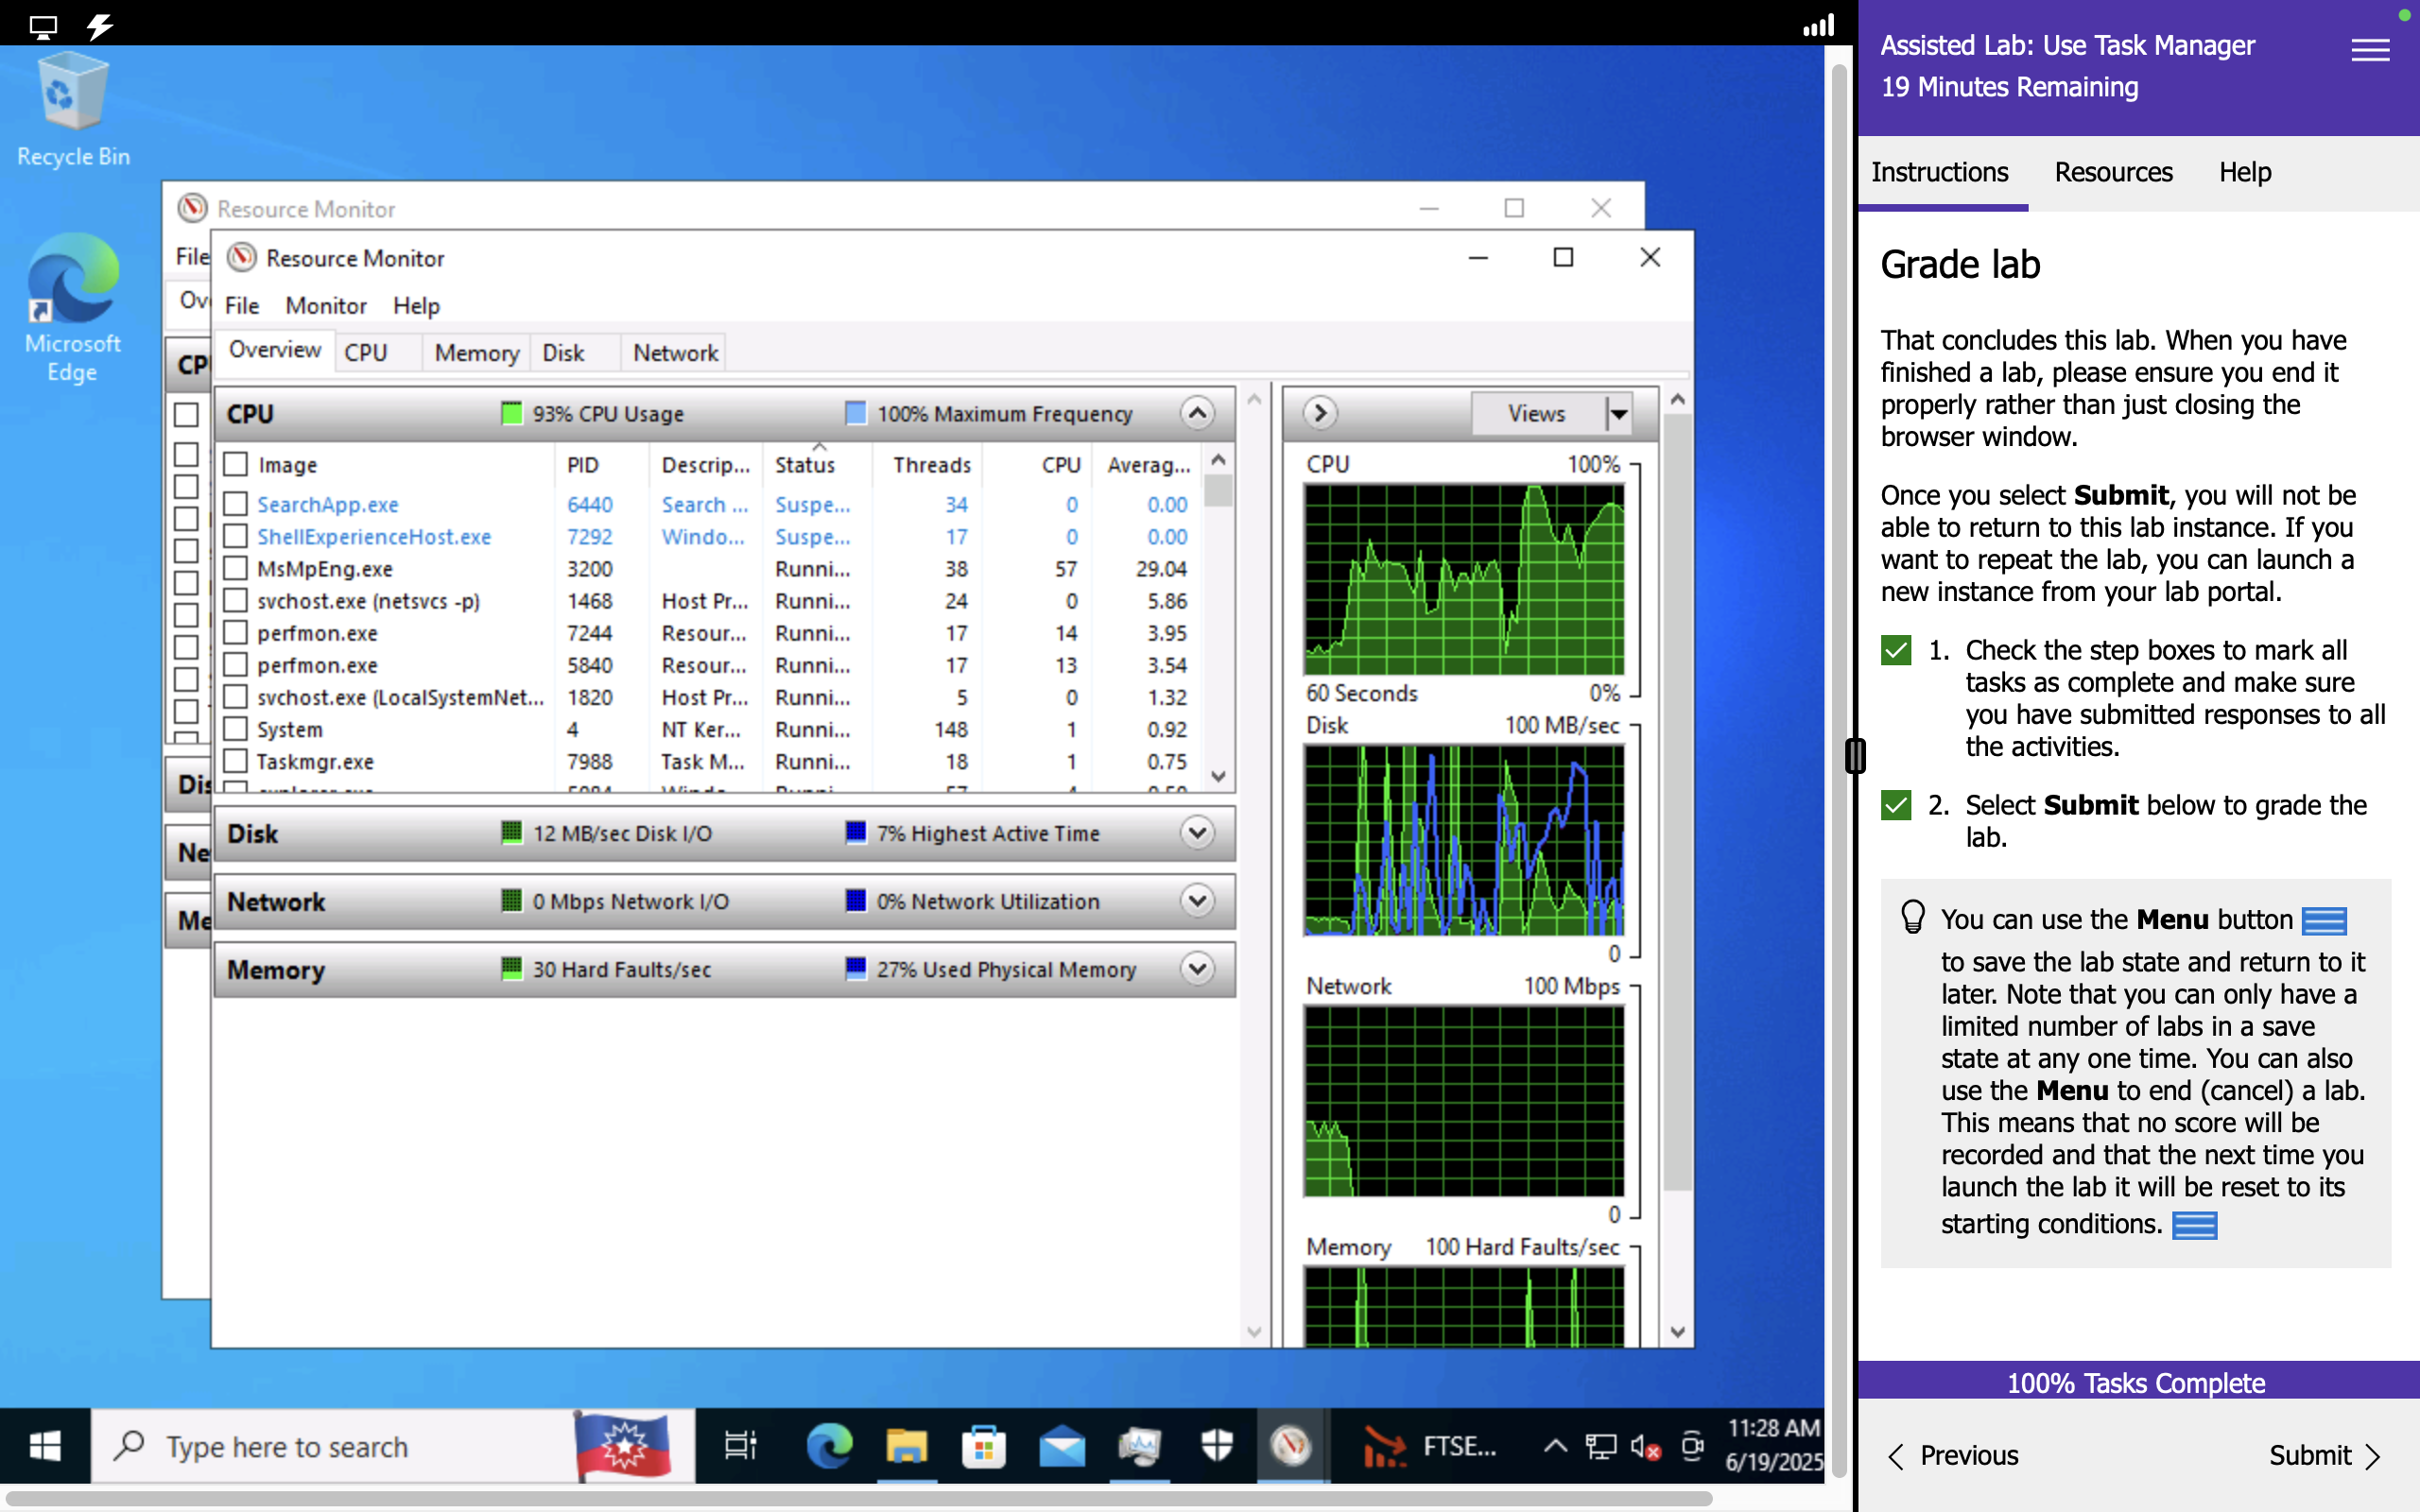 Recycle Bin
Microsoft
Edge
Resource Monitor
File
Resource Monitor
File Monitor Help
Overview CPU Memory Disk Network
CPU 93% CPU Usage 100% Maximum Frequency
Image PID Descrip... Status Threads CPU Averag...
SearchApp.exe 6440 Search ... Suspe... 34 0 0.00
ShellExperienceHost.exe 7292 Windo... Suspe... 17 0 0.00
MsMpEng.exe 3200 Runni... 38 57 29.04
svchost.exe (netsvcs -p) 1468 Host Pr... Runni... 24 0 5.86
perfmon.exe 7244 Resour... Runni... 17 14 3.95
perfmon.exe 5840 Resour... Runni... 17 13 3.54
svchost.exe (LocalSystemNet... 1820 Host Pr... Runni... 5 0 1.32
System 4 NT Ker... Runni... 148 1 0.92
Taskmgr.exe 7988 Task M... Runni... 18 1 0.75
Disk 12 MB/sec Disk I/O 7% Highest Active Time
Network 0 Mbps Network I/O 0% Network Utilization
Memory 30 Hard Faults/sec 27% Used Physical Memory
Views
CPU 100%
60 Seconds 0%
Disk 100 MB/sec
0
Network 100 Mbps
0
Memory 100 Hard Faults/sec
Type here to search
FTSE...
11:28 AM
6/19/2025
Assisted Lab: Use Task Manager
19 Minutes Remaining
Instructions Resources Help
Grade lab
That concludes this lab. When you have
finished a lab, please ensure you end it
properly rather than just closing the
browser window.
Once you select Submit, you will not be
able to return to this lab instance. If you
want to repeat the lab, you can launch a
new instance from your lab portal.
1. Check the step boxes to mark all
tasks as complete and make sure
you have submitted responses to all
the activities.
2. Select Submit below to grade the
lab.
You can use the Menu button
to save the lab state and return to it
later. Note that you can only have a
limited number of labs in a save
state at any one time. You can also
use the Menu to end (cancel) a lab.
This means that no score will be
recorded and that the next time you
launch the lab it will be reset to its
starting conditions.
100% Tasks Complete
Previous Submit